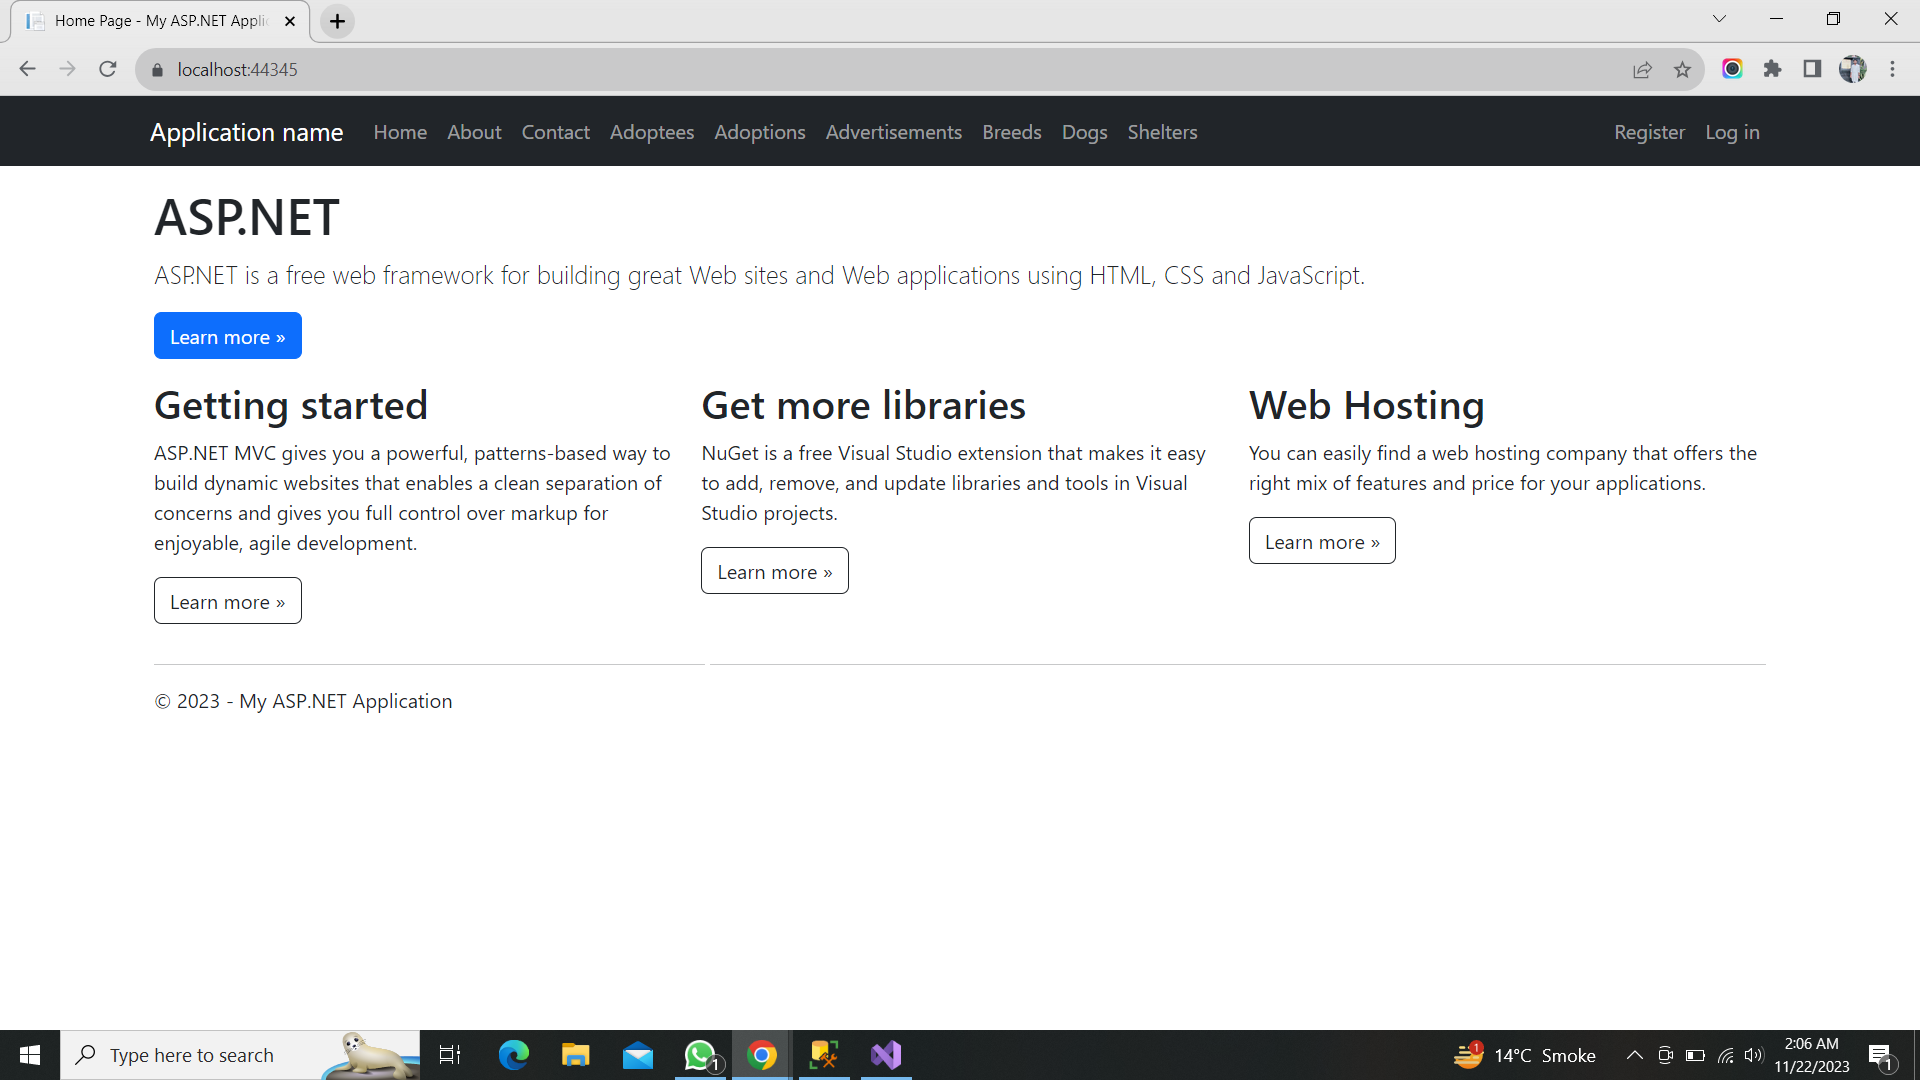 Home Page - My ASP.NET Applic
localhost:44345
Application name Home About Contact Adoptees Adoptions Advertisements Breeds Dogs Shelters Register Log in
ASP.NET
ASP.NET is a free web framework for building great Web sites and Web applications using HTML, CSS and JavaScript.
Learn more »
Getting started
ASP.NET MVC gives you a powerful, patterns-based way to
build dynamic websites that enables a clean separation of
concerns and gives you full control over markup for
enjoyable, agile development.
Learn more »
Get more libraries
NuGet is a free Visual Studio extension that makes it easy
to add, remove, and update libraries and tools in Visual
Studio projects.
Learn more »
Web Hosting
You can easily find a web hosting company that offers the
right mix of features and price for your applications.
Learn more »
© 2023 - My ASP.NET Application
Type here to search
1
1
14°C Smoke
2:06 AM
11/22/2023
1